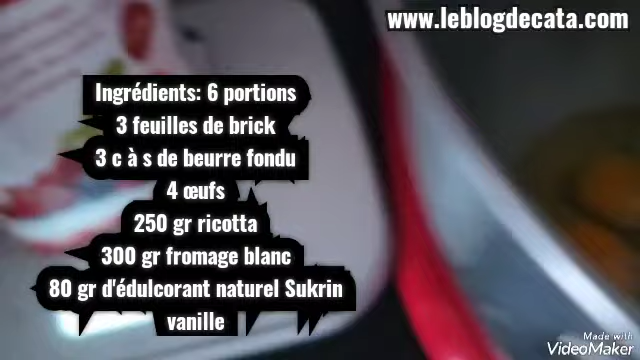 www.leblogdecata.com
Ingrédients: 6 portions
3 feuilles de brick
3 c à s de beurre fondu
4 œufs
250 gr ricotta
300 gr fromage blanc
80 gr d'édulcorant naturel Sukrin
vanille
Made with
VideoMaker